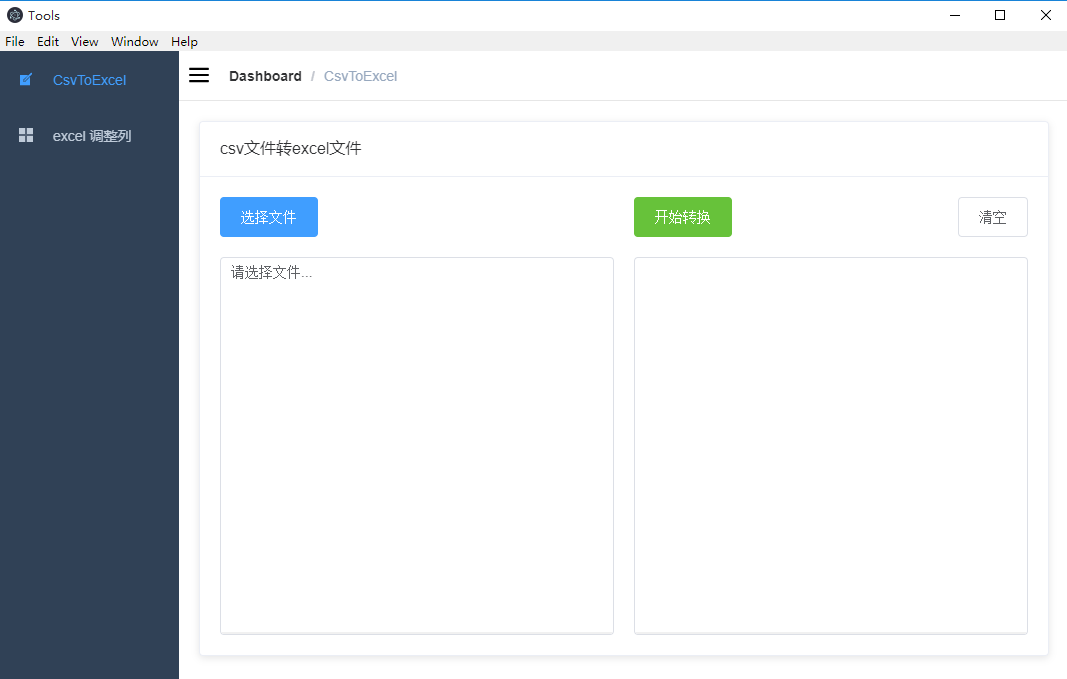 Tools
File Edit View Window Help
CsvToExcel
excel 调整列
Dashboard / CsvToExcel
csv文件转excel文件
选择文件
开始转换
清空
请选择文件...